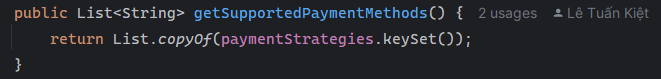 public List<String> getSupportedPaymentMethods() { 2 usages Lê Tuấn Kiệt
return List.copyOf(paymentStrategies.keySet());
}